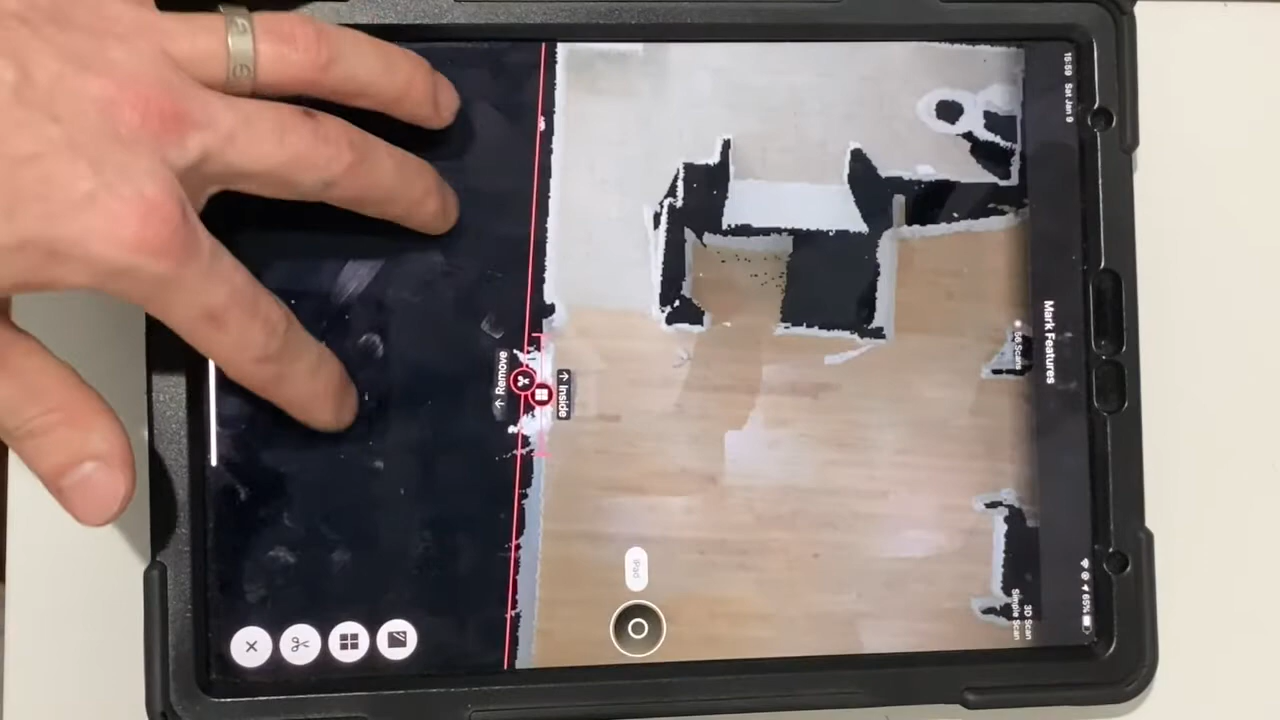 15:59 Sat Jan 9
65%
Mark Features
56 Scans
3D Scan
Simple Scan
↑ Inside
↑ Remove
iPad